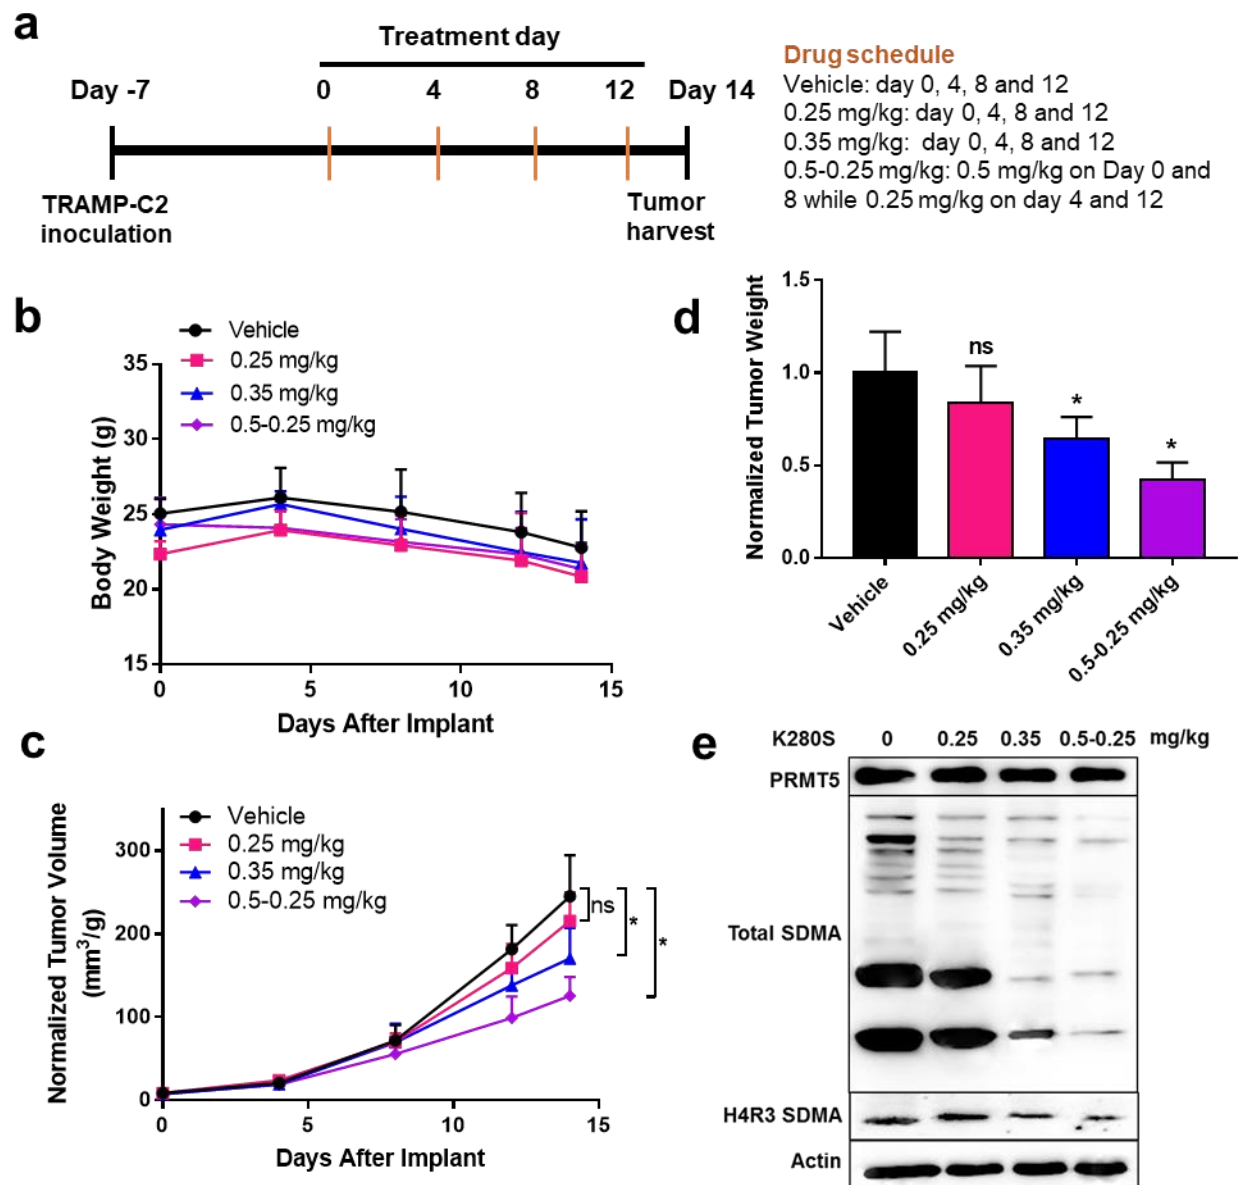 a
Treatment day
Day -7
0
4
8
12
Day 14
TRAMP-C2
inoculation
Tumor
harvest
Drug schedule
Vehicle: day 0, 4, 8 and 12
0.25 mg/kg: day 0, 4, 8 and 12
0.35 mg/kg: day 0, 4, 8 and 12
0.5-0.25 mg/kg: 0.5 mg/kg on Day 0 and
8 while 0.25 mg/kg on day 4 and 12
b
Vehicle
0.25 mg/kg
0.35 mg/kg
0.5-0.25 mg/kg
Body Weight (g)
35
30
25
20
15
0
5
10
15
Days After Implant
c
Vehicle
0.25 mg/kg
0.35 mg/kg
0.5-0.25 mg/kg
Normalized Tumor Volume
(mm³/g)
300
200
100
0
0
5
10
15
ns
*
*
Days After Implant
d
Normalized Tumor Weight
1.5
1.0
0.5
0.0
ns
*
*
Vehicle
0.25 mg/kg
0.35 mg/kg
0.5-0.25 mg/kg
e
K280S 0 0.25 0.35 0.5-0.25 mg/kg
PRMT5
Total SDMA
H4R3 SDMA
Actin